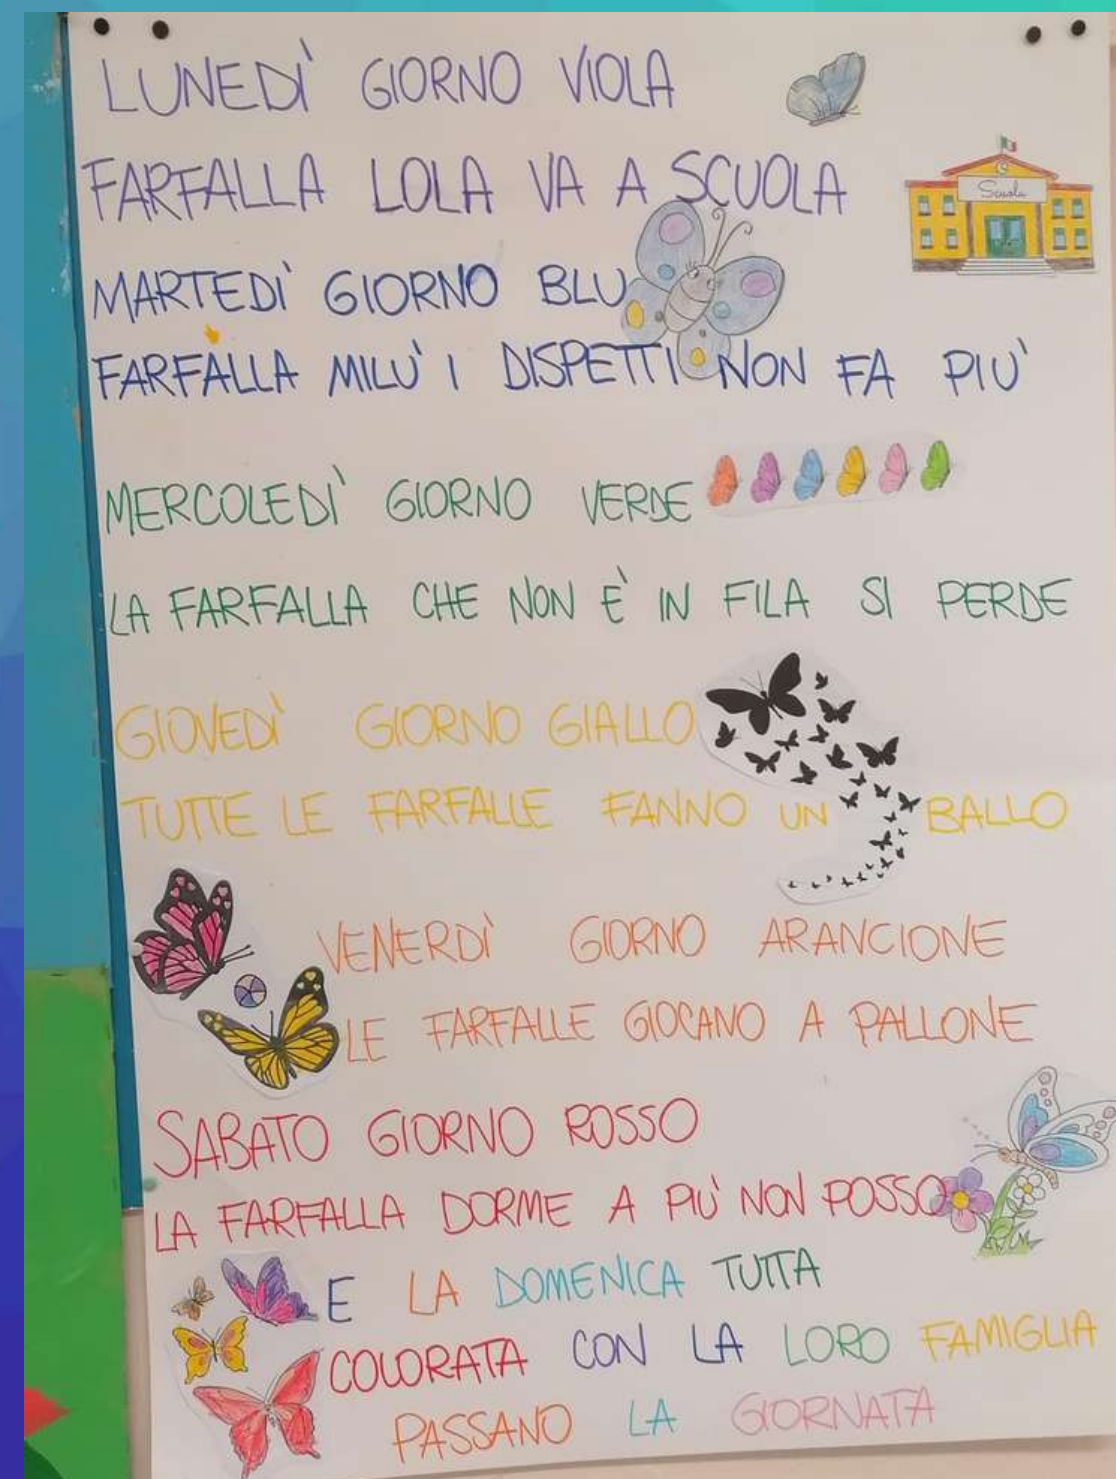 LUNEDÌ GIORNO VIOLA
FARFALLA LOLA VA A SCUOLA
Scuola
MARTEDÌ GIORNO BLU
FARFALLA MILÙ I DISPETTI NON FA PIÙ
MERCOLEDÌ GIORNO VERDE
LA FARFALLA CHE NON È IN FILA SI PERDE
GIOVEDÌ GIORNO GIALLO
TUTTE LE FARFALLE FANNO UN BALLO
VENERDÌ GIORNO ARANCIONE
LE FARFALLE GIOCANO A PALLONE
SABATO GIORNO ROSSO
LA FARFALLA DORME A PIÙ NON POSSO
E LA DOMENICA TUTTA
COLORATA CON LA LORO FAMIGLIA
PASSANO LA GIORNATA